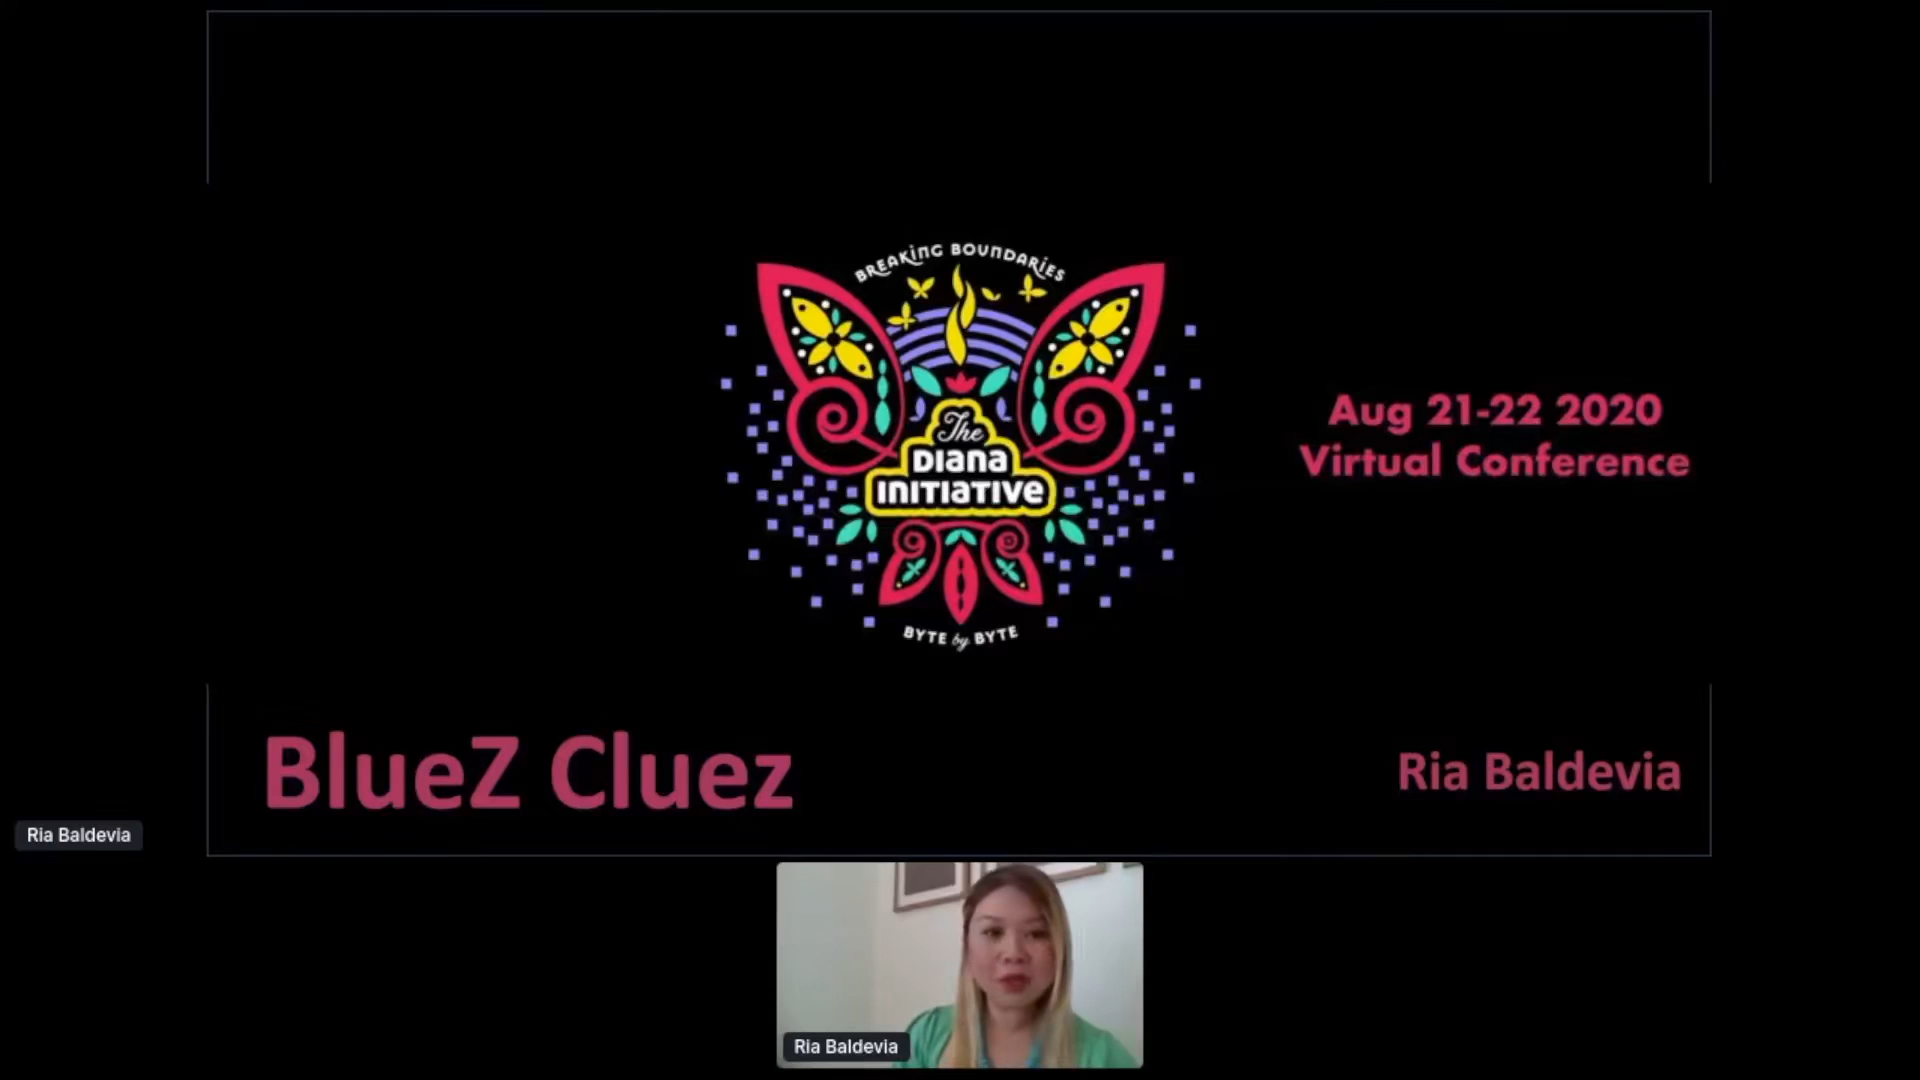 BREAKING BOUNDARIES
The
DIANA
INITIATIVE
BYTE by BYTE
Aug 21-22 2020
Virtual Conference
BlueZ Cluez
Ria Baldevia
Ria Baldevia
Ria Baldevia